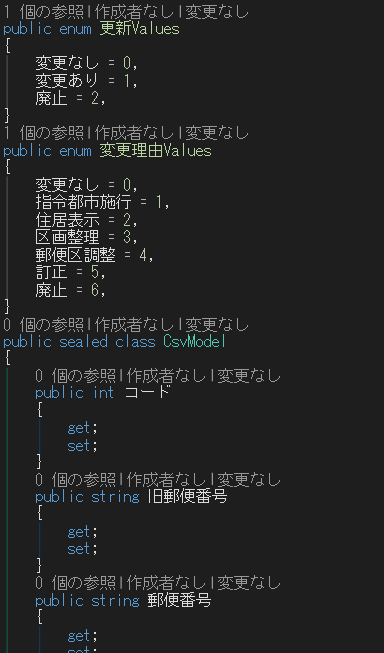 1 個の参照|作成者なし|変更なし
public enum 更新Values
{
変更なし = 0,
変更あり = 1,
廃止 = 2,
}
1 個の参照|作成者なし|変更なし
public enum 変更理由Values
{
変更なし = 0,
指令都市施行 = 1,
住居表示 = 2,
区画整理 = 3,
郵便区調整 = 4,
訂正 = 5,
廃止 = 6,
}
0 個の参照|作成者なし|変更なし
public sealed class CsvModel
{
0 個の参照|作成者なし|変更なし
public int コード
{
get;
set;
}
0 個の参照|作成者なし|変更なし
public string 旧郵便番号
{
get;
set;
}
0 個の参照|作成者なし|変更なし
public string 郵便番号
{
get;
set;